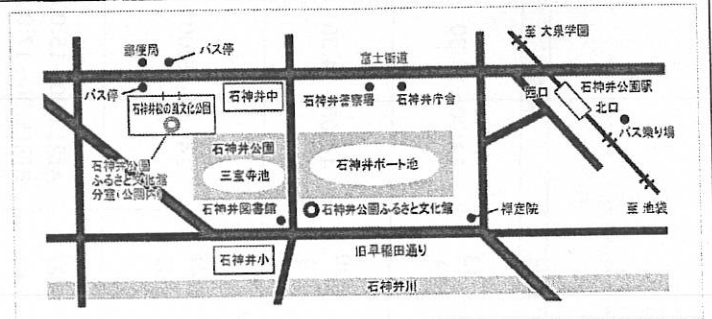 至 大泉学園
郵便局
バス停
富士街道
バス停
石神井中
石神井警察署
石神井庁舎
西口
石神井公園駅
北口
バス乗り場
石神井松の風文化公園
石神井公園
ふるさと文化館
分室(公園内)
石神井公園
三宝寺池
石神井ボート池
至 池袋
石神井図書館
石神井公園ふるさと文化館
禅定院
石神井小
旧早稲田通り
石神井川